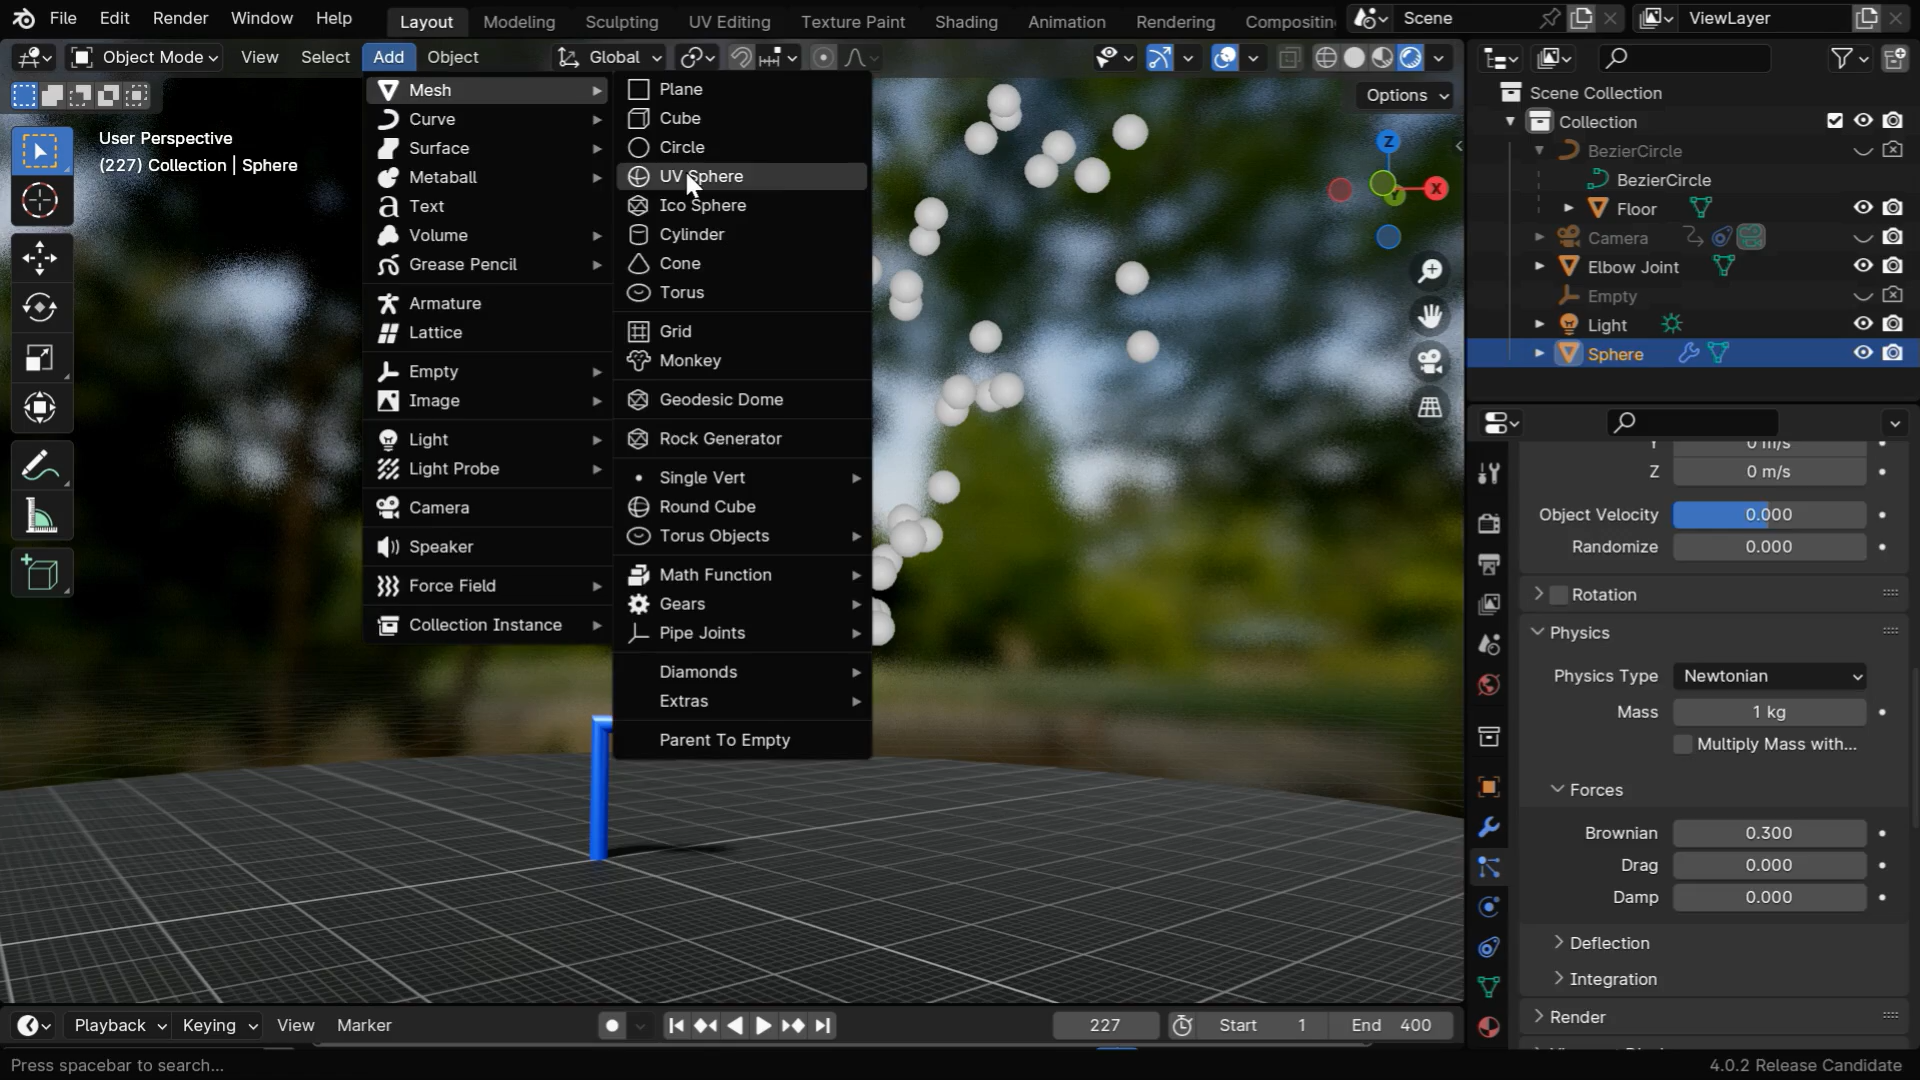 File Edit Render Window Help
Layout Modeling Sculpting UV Editing Texture Paint Shading Animation Rendering Compositin
Scene
ViewLayer
Object Mode View Select Add Object
Global
Options
User Perspective
(227) Collection | Sphere
Mesh
Curve
Surface
Metaball
Text
Volume
Grease Pencil
Armature
Lattice
Empty
Image
Light
Light Probe
Camera
Speaker
Force Field
Collection Instance
Plane
Cube
Circle
UV Sphere
Ico Sphere
Cylinder
Cone
Torus
Grid
Monkey
Geodesic Dome
Rock Generator
Single Vert
Round Cube
Torus Objects
Math Function
Gears
Pipe Joints
Diamonds
Extras
Parent To Empty
Z
X
Y
Scene Collection
Collection
BezierCircle
BezierCircle
Floor
Camera
Elbow Joint
Empty
Light
Sphere
Y 0 m/s
Z 0 m/s
Object Velocity 0.000
Randomize 0.000
Rotation
Physics
Physics Type Newtonian
Mass 1 kg
Multiply Mass with...
Forces
Brownian 0.300
Drag 0.000
Damp 0.000
Deflection
Integration
Render
Playback Keying View Marker
227 Start 1 End 400
Press spacebar to search...
4.0.2 Release Candidate